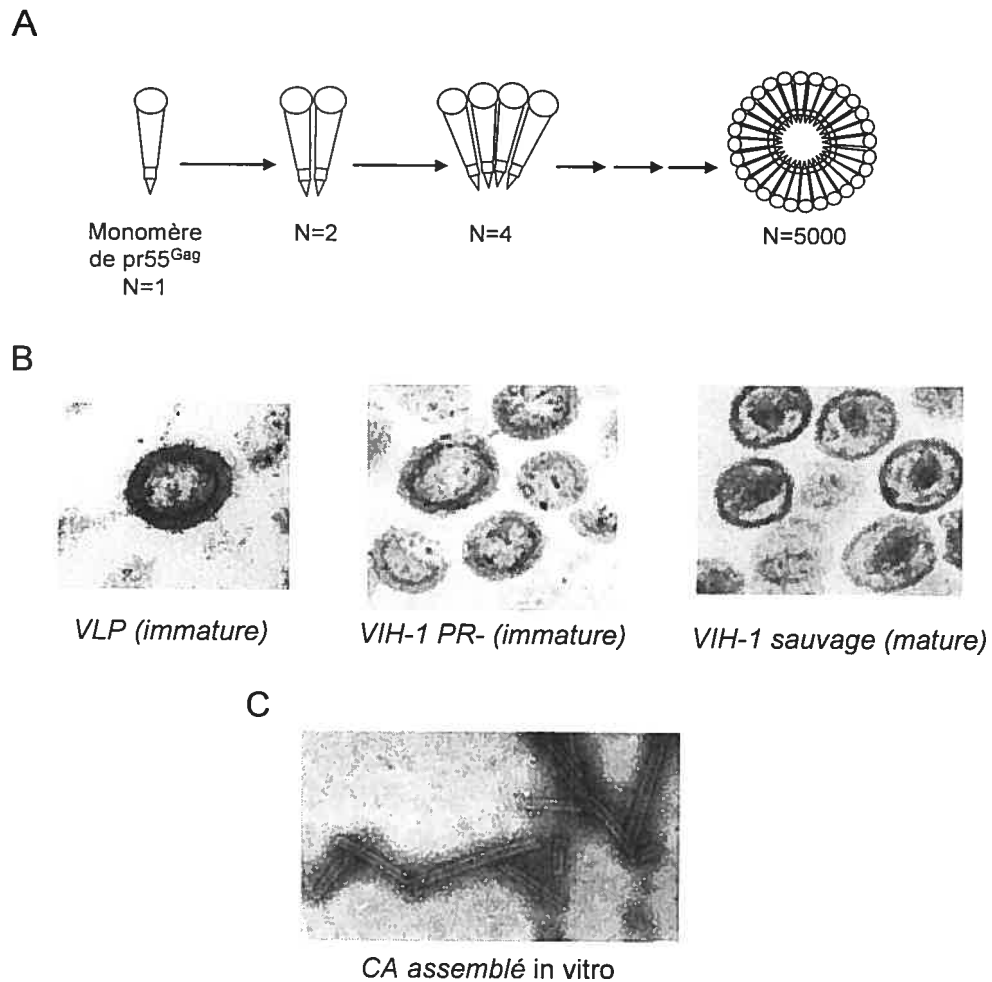 A
Monomère
de pr55Gag
N=1
N=2
N=4
N=5000
B
VLP (immature)
VIH-1 PR- (immature)
VIH-1 sauvage (mature)
C
CA assemblé in vitro